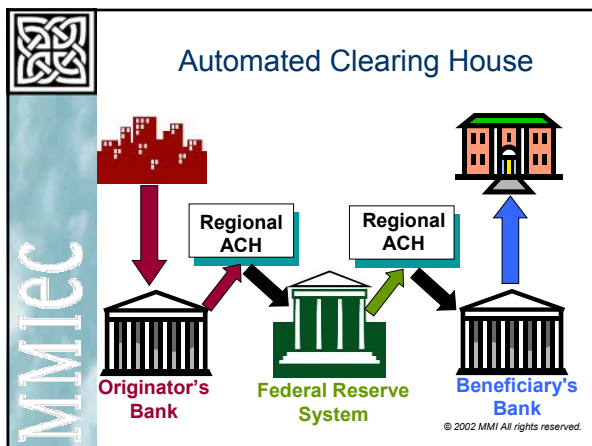 Automated Clearing House
Regional
ACH
Regional
ACH
MMIec
Originator's
Bank
Federal Reserve
System
Beneficiary's
Bank
© 2002 MMI All rights reserved.